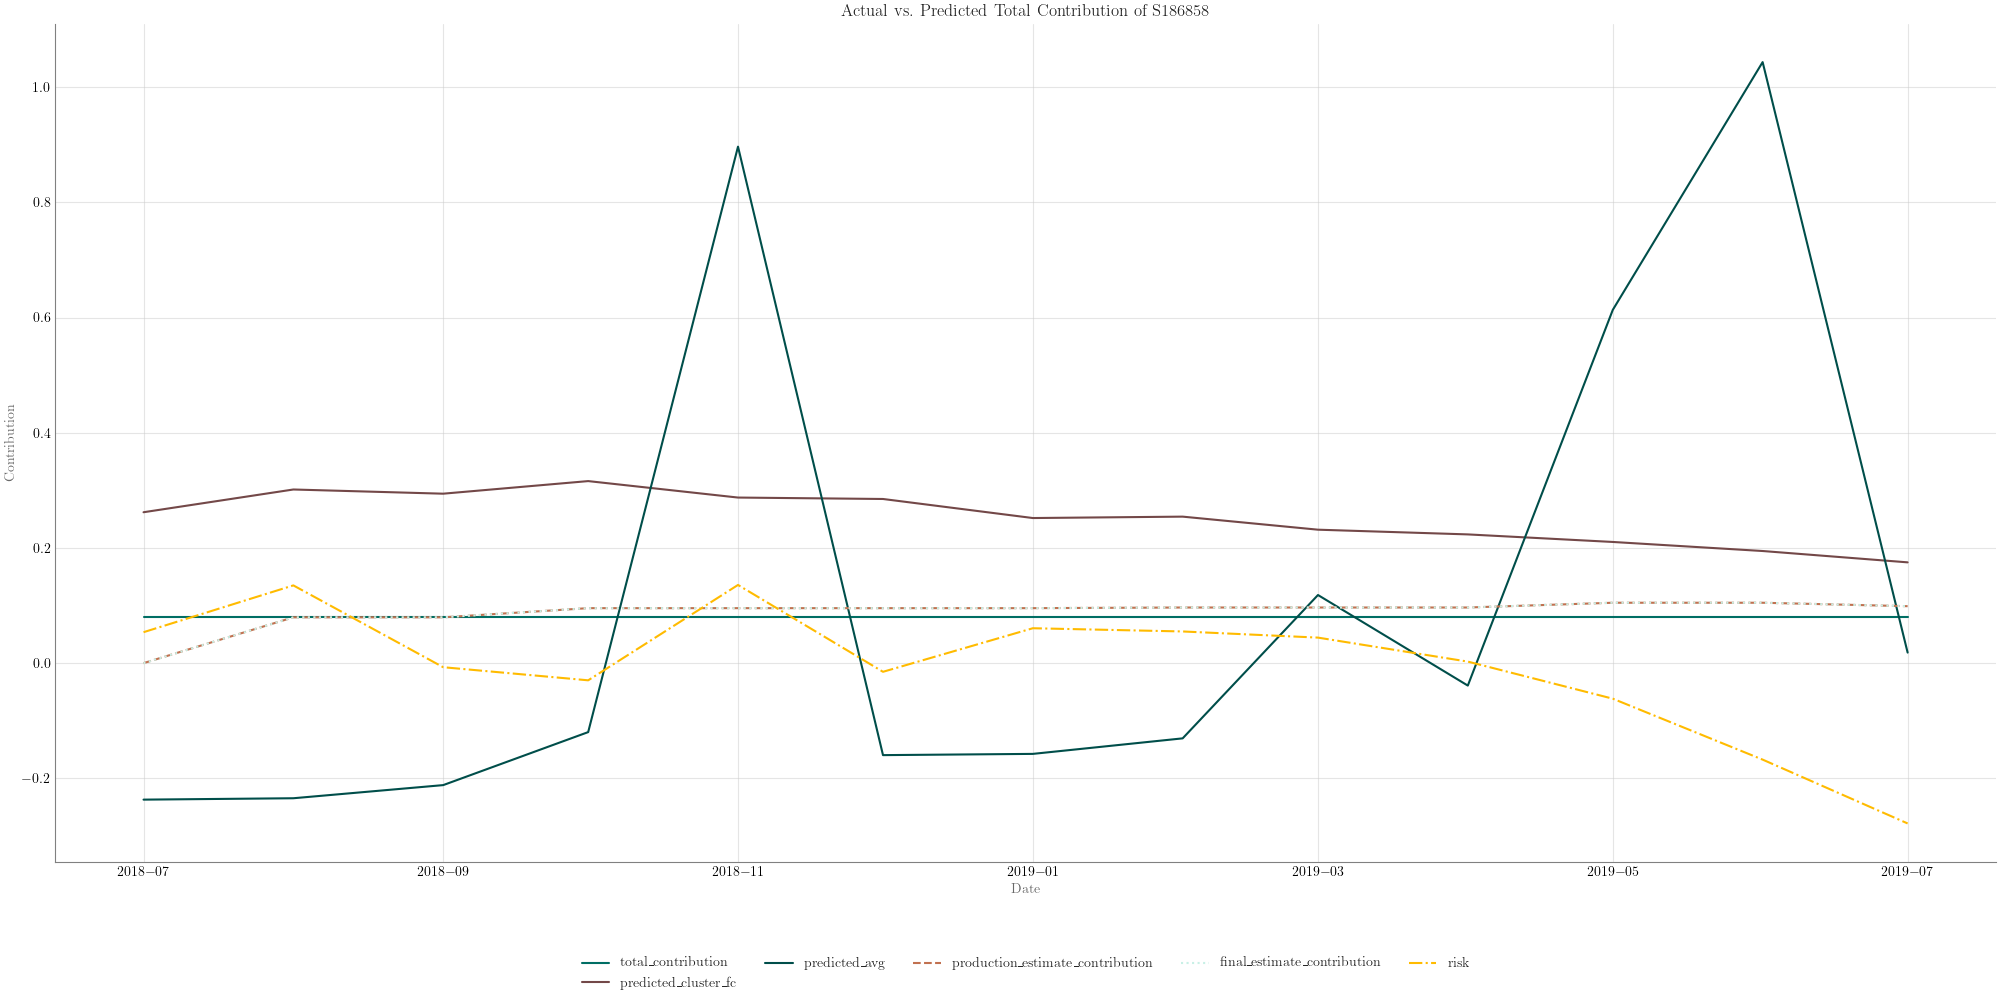 Actual vs. Predicted Total Contribution of S186858
Contribution
1.0
0.8
0.6
0.4
0.2
0.0
−0.2
2018−07 2018−09 2018−11 2019−01 2019−03 2019−05 2019−07
Date
total_contribution predicted_avg production_estimate_contribution final_estimate_contribution risk
predicted_cluster_fc